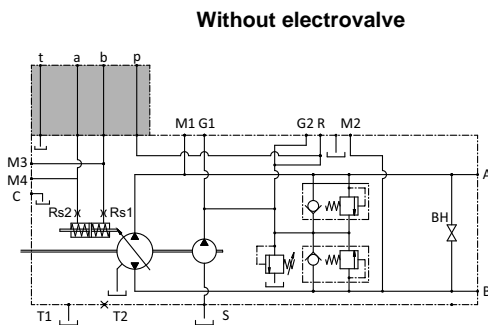 Without electrovalve
t a b p
M1 G1 G2 R M2
M3
M4
C
A
Rs2 Rs1
BH
B
T1 T2 S